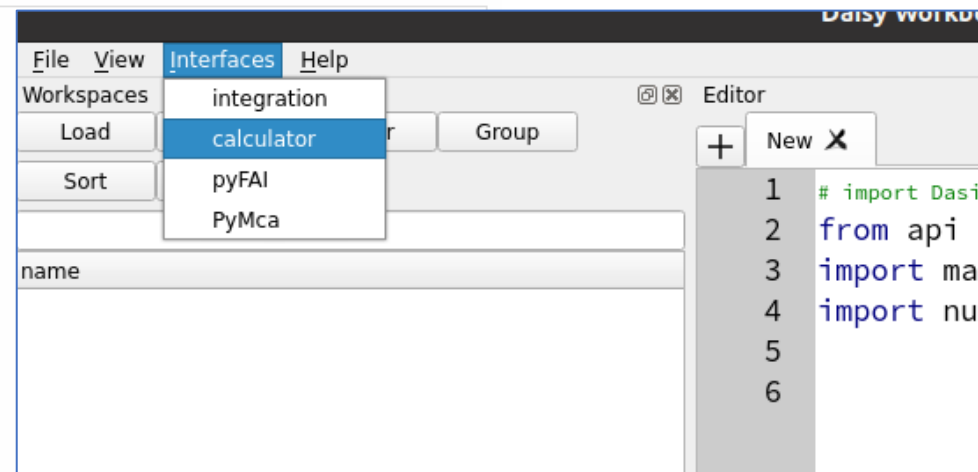 Daisy Workb
File View Interfaces Help
Workspaces
integration
calculator
pyFAI
PyMca
Load
r
Group
Sort
name
Editor
New
1 # import Dasi
2 from api
3 import ma
4 import nu
5
6